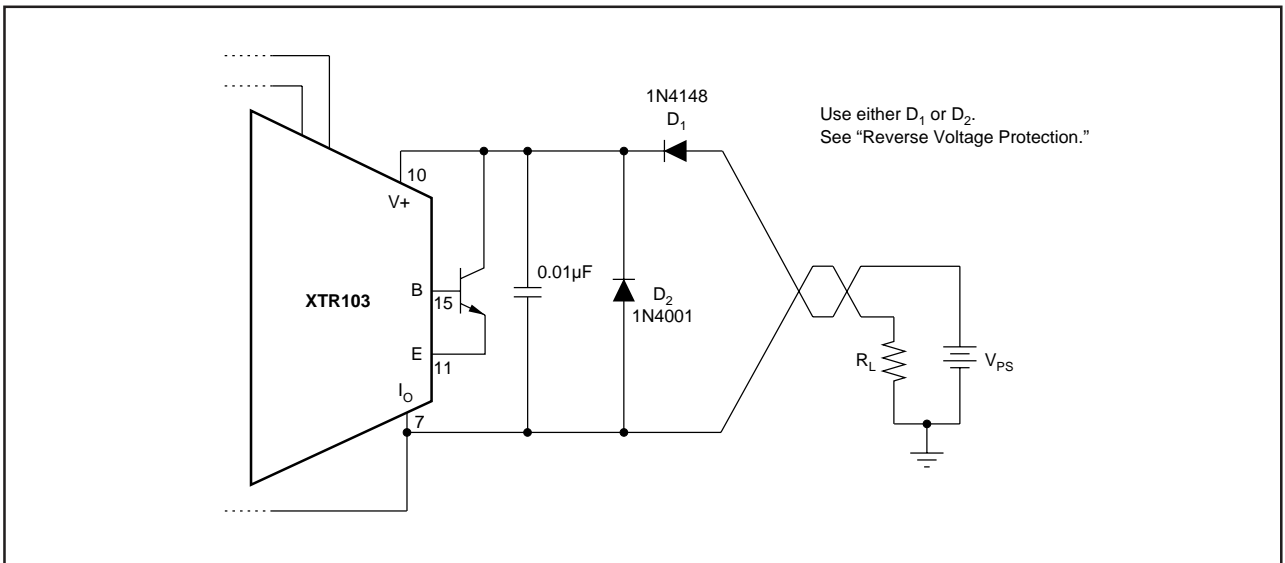 1N4148
D1
Use either D1 or D2.
See “Reverse Voltage Protection.”
10
V+
0.01µF
B
15
D2
1N4001
XTR103
E
11
RL
VPS
IO
7